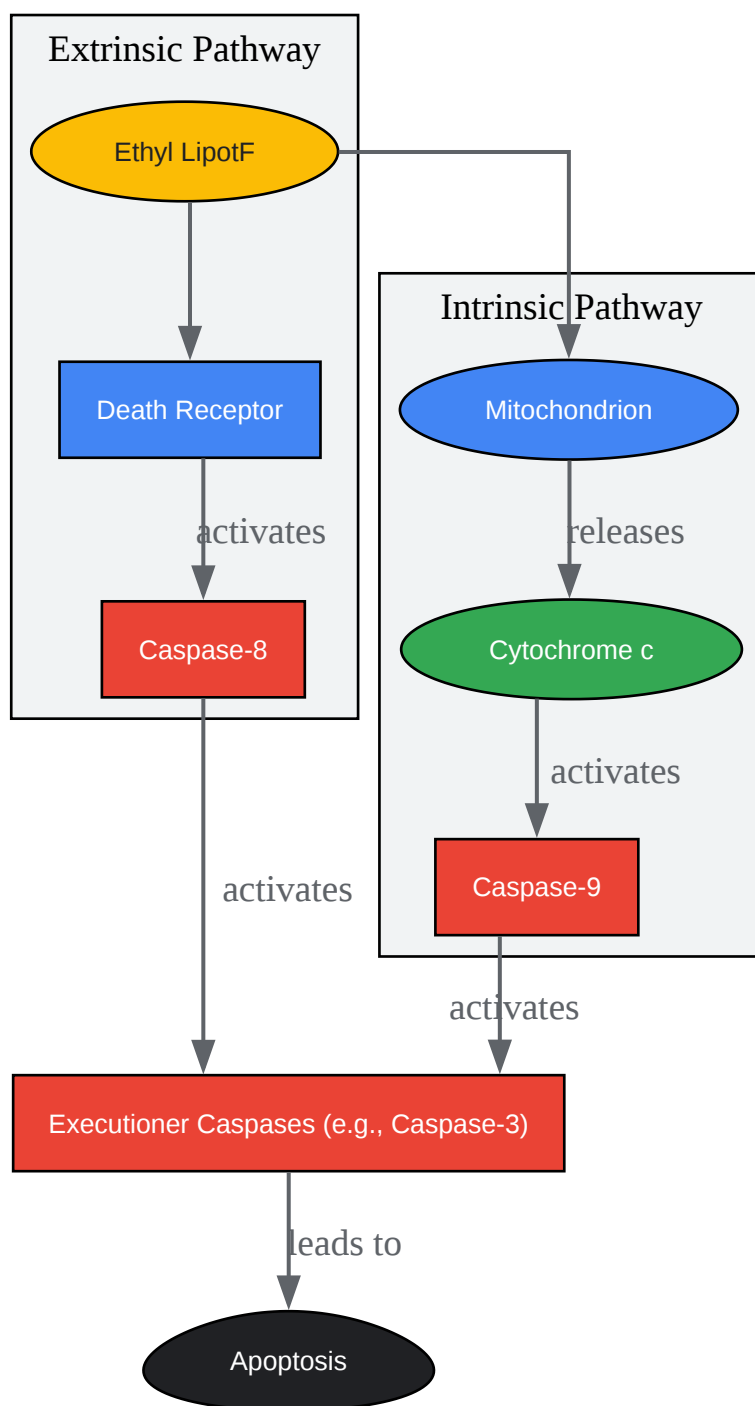 Extrinsic Pathway
Ethyl LipotF
Intrinsic Pathway
Death Receptor
Mitochondrion
activates
releases
Caspase-8
Cytochrome c
activates
activates
Caspase-9
activates
Executioner Caspases (e.g., Caspase-3)
leads to
Apoptosis